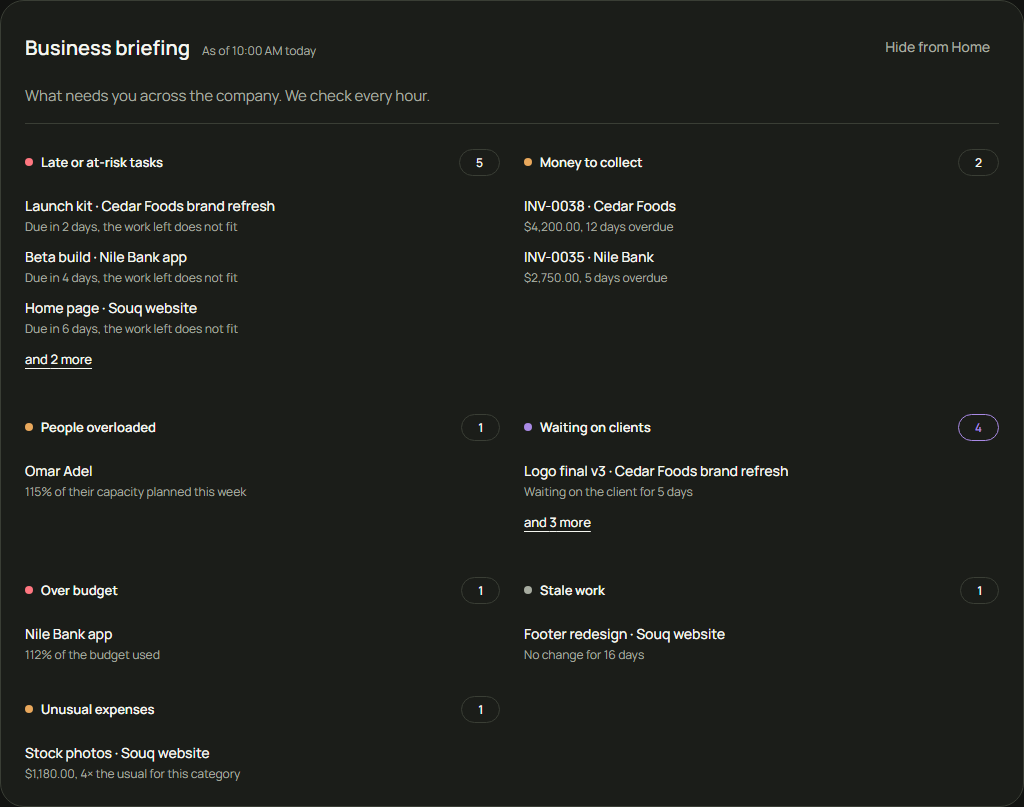 Business briefing As of 10:00 AM today
Hide from Home
What needs you across the company. We check every hour.
Late or at-risk tasks 5
Launch kit · Cedar Foods brand refresh
Due in 2 days, the work left does not fit
Beta build · Nile Bank app
Due in 4 days, the work left does not fit
Home page · Souq website
Due in 6 days, the work left does not fit
and 2 more
Money to collect 2
INV-0038 · Cedar Foods
$4,200.00, 12 days overdue
INV-0035 · Nile Bank
$2,750.00, 5 days overdue
People overloaded 1
Omar Adel
115% of their capacity planned this week
Waiting on clients 4
Logo final v3 · Cedar Foods brand refresh
Waiting on the client for 5 days
and 3 more
Over budget 1
Nile Bank app
112% of the budget used
Stale work 1
Footer redesign · Souq website
No change for 16 days
Unusual expenses 1
Stock photos · Souq website
$1,180.00, 4× the usual for this category